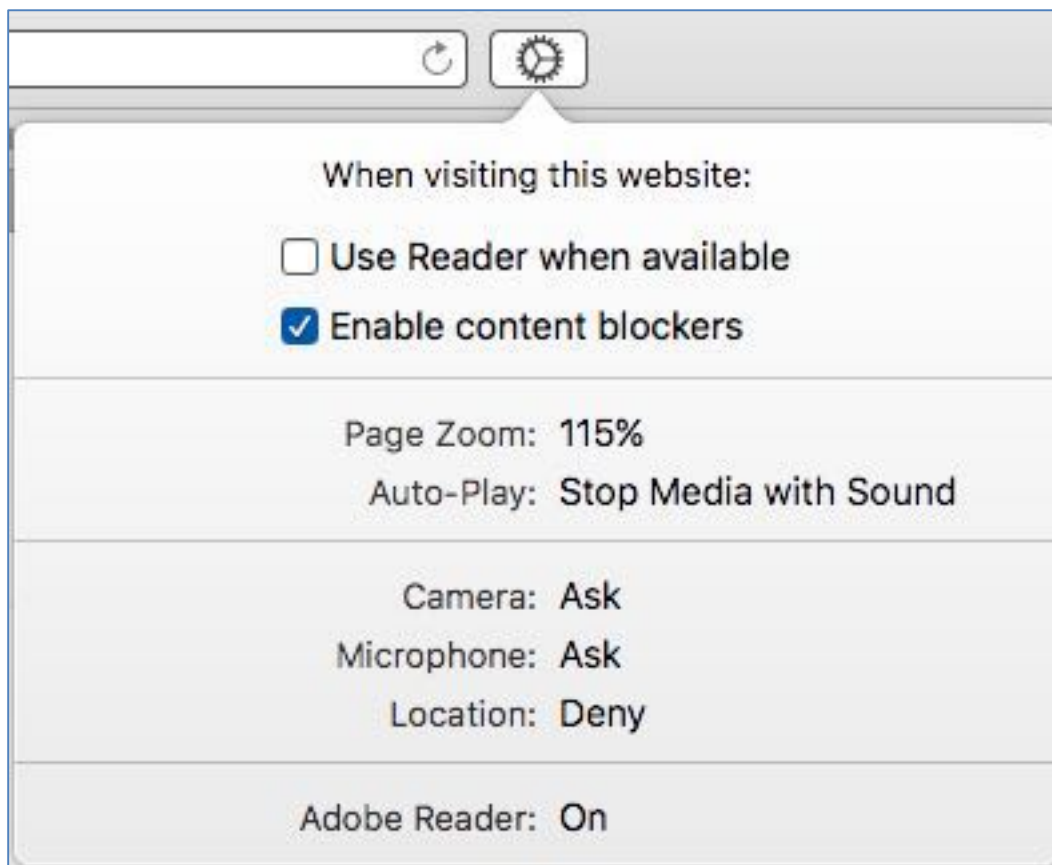 When visiting this website:
Use Reader when available
Enable content blockers
Page Zoom: 115%
Auto-Play: Stop Media with Sound
Camera: Ask
Microphone: Ask
Location: Deny
Adobe Reader: On